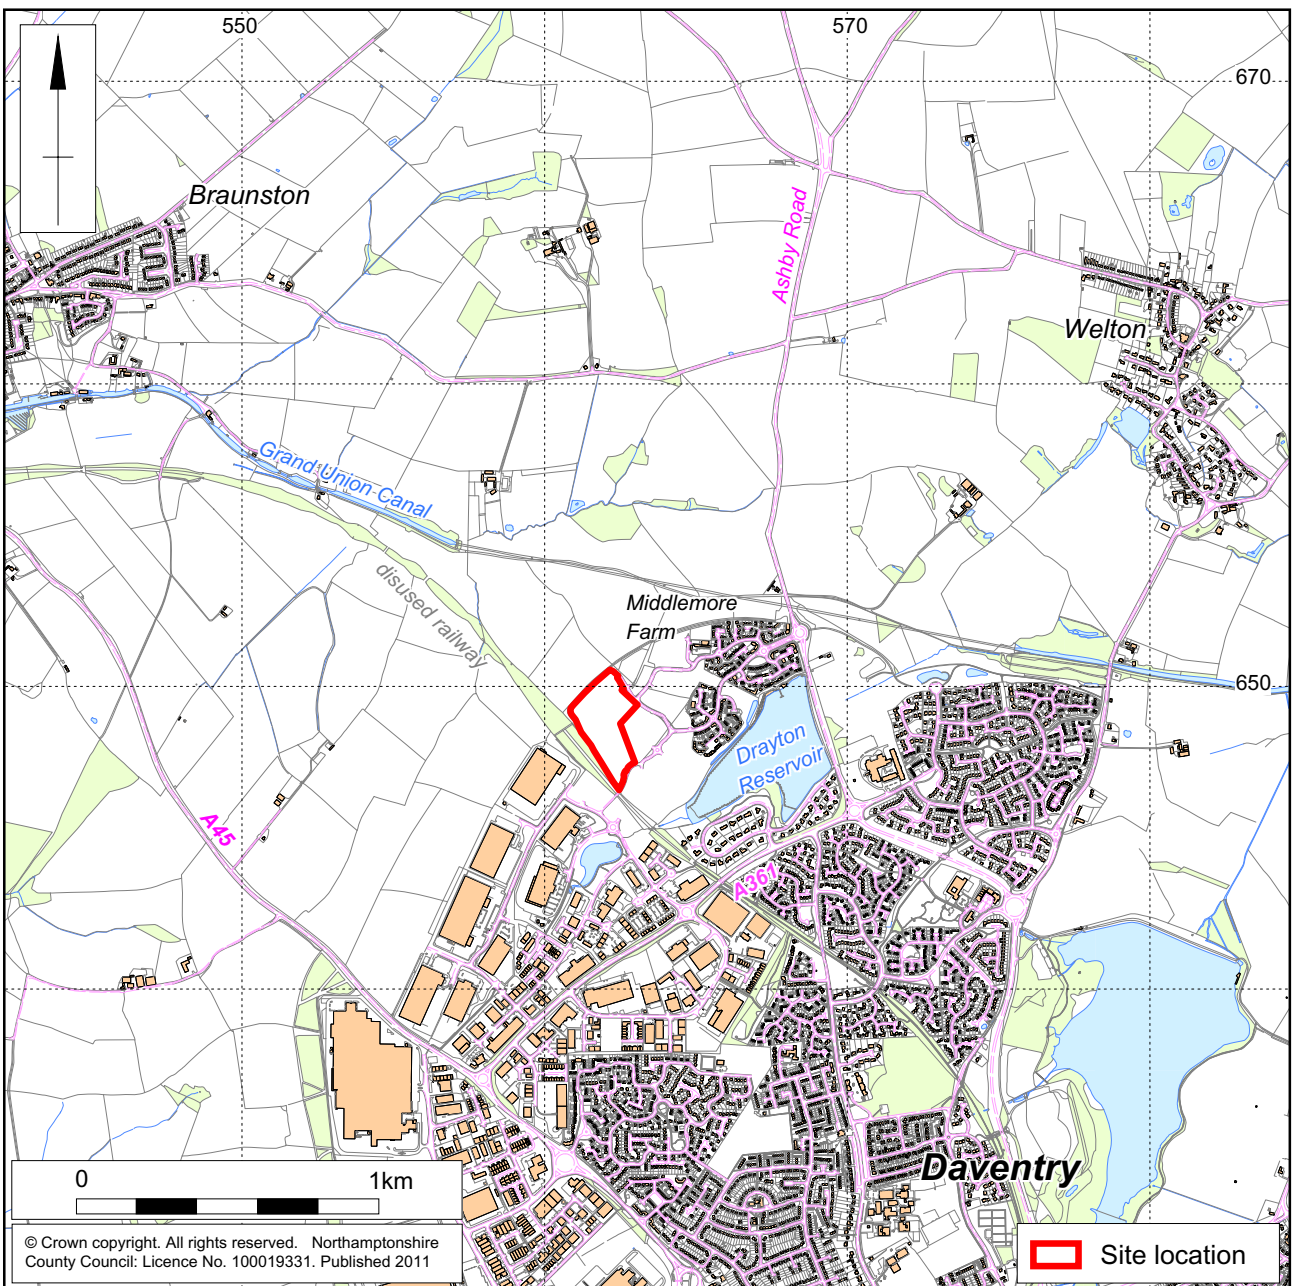 550
570
670
Braunston
Ashby Road
Welton
Grand Union Canal
disused railway
Middlemore
Farm
650
Drayton
Reservoir
A45
A361
Daventry
0 1km
© Crown copyright. All rights reserved. Northamptonshire
County Council: Licence No. 100019331. Published 2011
Site location